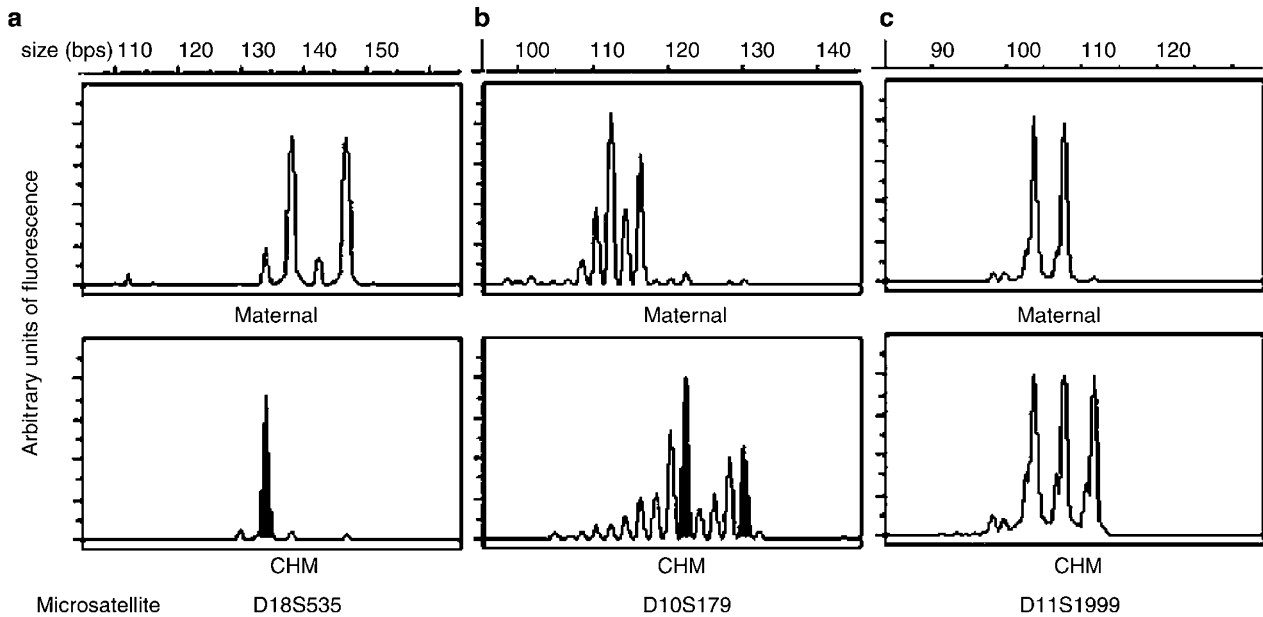 a b c
size (bps) 110 120 130 140 150 100 110 120 130 140 90 100 110 120
Arbitrary units of fluorescence
Maternal Maternal Maternal
CHM CHM CHM
Microsatellite D18S535 D10S179 D11S1999